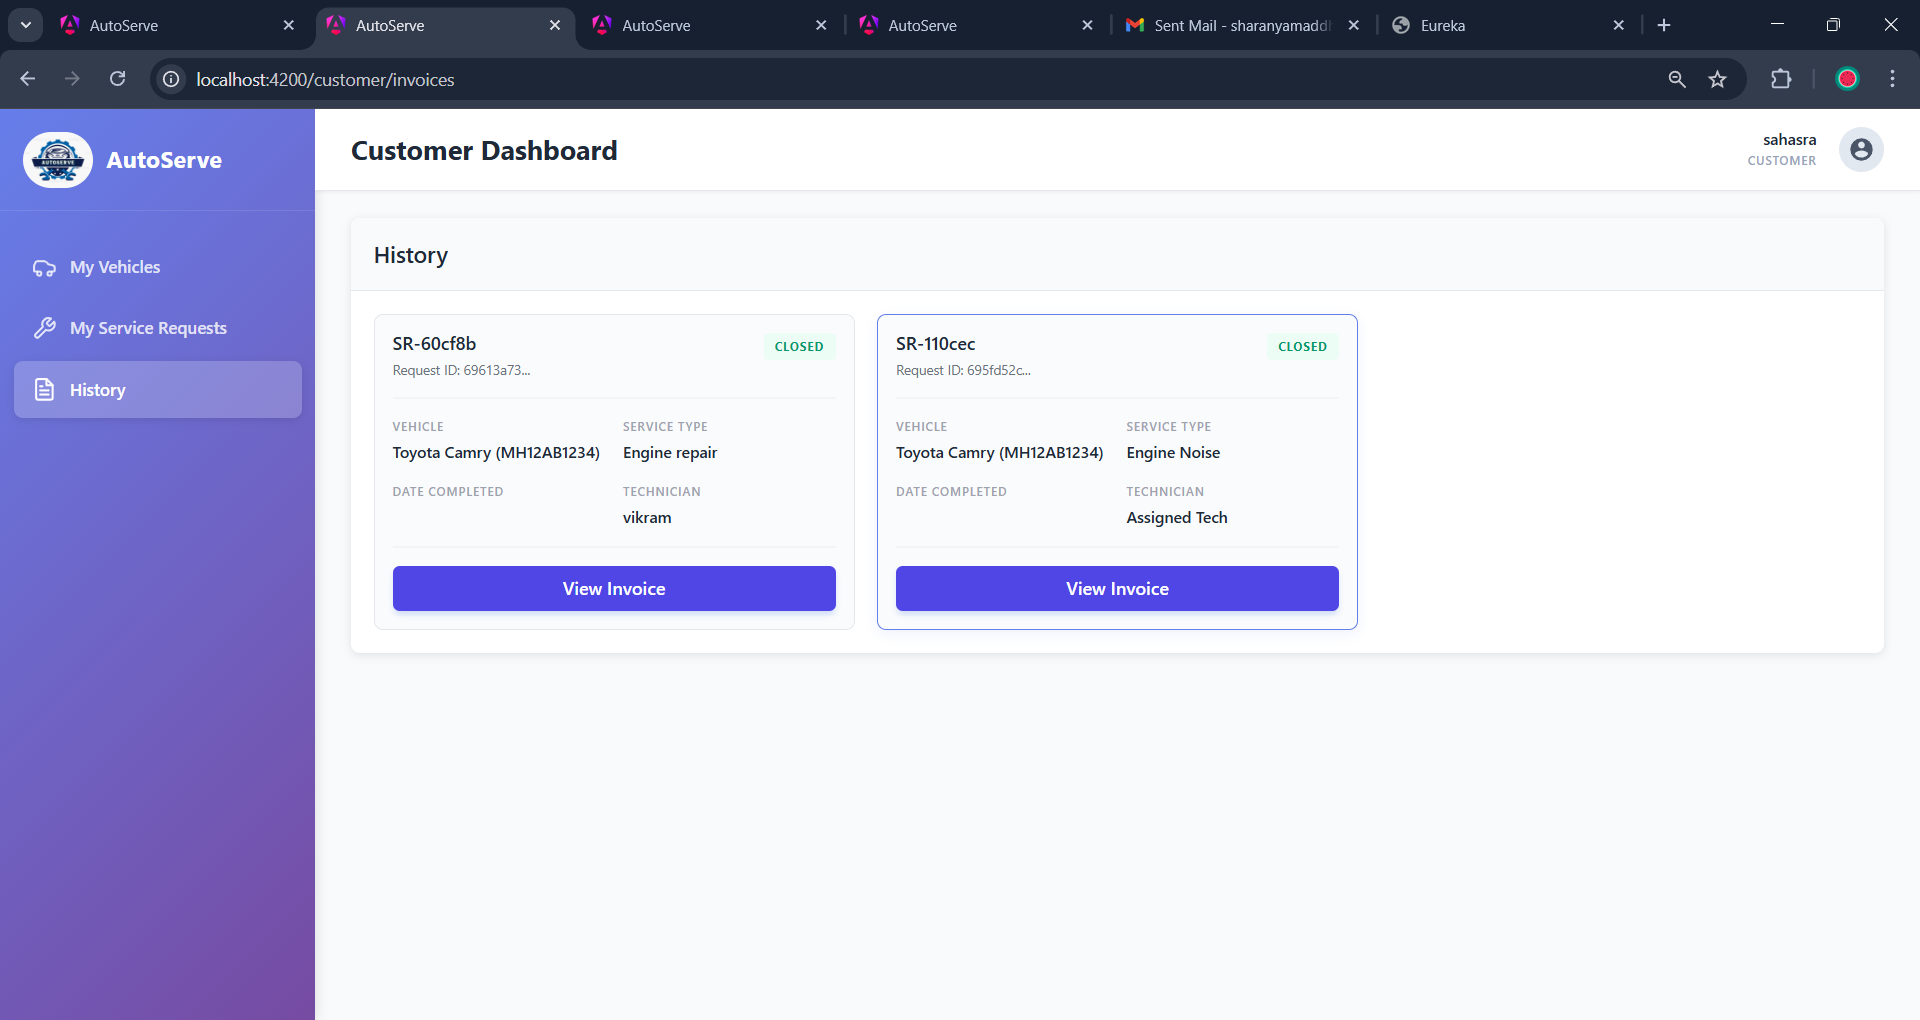 AutoServe
AutoServe
AutoServe
AutoServe
Sent Mail - sharanyamadd
Eureka
localhost:4200/customer/invoices
AUTOSERVE
AutoServe
Customer Dashboard
sahasra
CUSTOMER
My Vehicles
My Service Requests
History
History
SR-60cf8b
CLOSED
Request ID: 69613a73...
VEHICLE
SERVICE TYPE
Toyota Camry (MH12AB1234)
Engine repair
DATE COMPLETED
TECHNICIAN
vikram
View Invoice
SR-110cec
CLOSED
Request ID: 695fd52c...
VEHICLE
SERVICE TYPE
Toyota Camry (MH12AB1234)
Engine Noise
DATE COMPLETED
TECHNICIAN
Assigned Tech
View Invoice